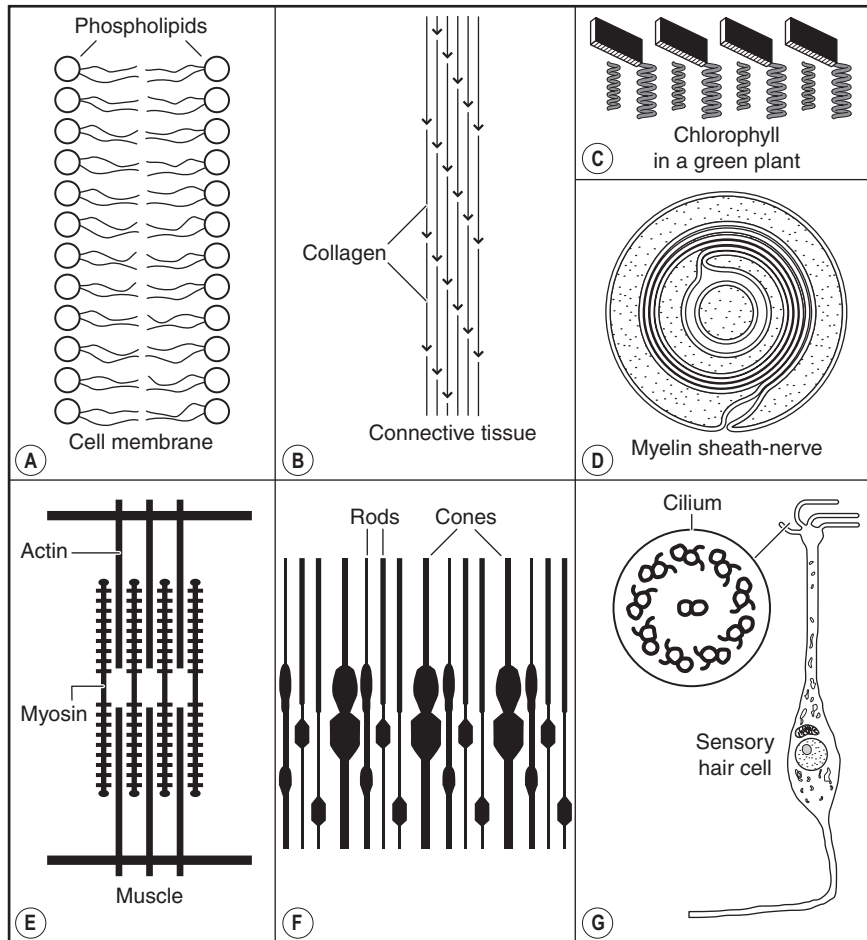 Phospholipids
Cell membrane
A
Collagen
Connective tissue
B
Chlorophyll
in a green plant
C
Myelin sheath-nerve
D
Actin
Myosin
Muscle
E
Rods
Cones
F
Cilium
Sensory
hair cell
G